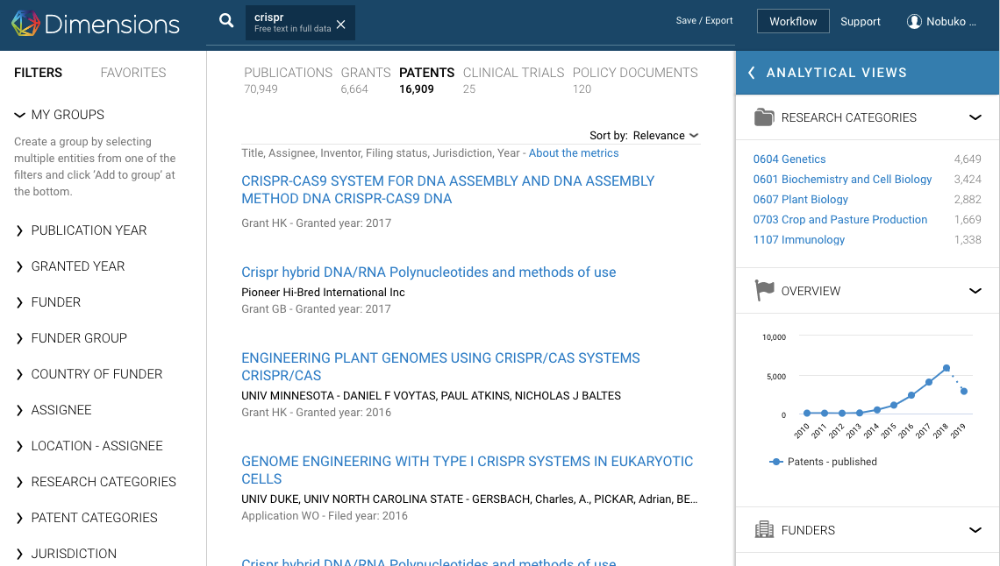 Dimensions
crispr
Free text in full data
Save / Export
Workflow
Support
Nobuko ...
FILTERS
FAVORITES
MY GROUPS
Create a group by selecting
multiple entities from one of the
filters and click 'Add to group' at
the bottom.
PUBLICATION YEAR
GRANTED YEAR
FUNDER
FUNDER GROUP
COUNTRY OF FUNDER
ASSIGNEE
LOCATION - ASSIGNEE
RESEARCH CATEGORIES
PATENT CATEGORIES
JURISDICTION
PUBLICATIONS GRANTS PATENTS CLINICAL TRIALS POLICY DOCUMENTS
70,949 6,664 16,909 25 120
Sort by: Relevance
Title, Assignee, Inventor, Filing status, Jurisdiction, Year - About the metrics
CRISPR-CAS9 SYSTEM FOR DNA ASSEMBLY AND DNA ASSEMBLY
METHOD DNA CRISPR-CAS9 DNA
Grant HK - Granted year: 2017
Crispr hybrid DNA/RNA Polynucleotides and methods of use
Pioneer Hi-Bred International Inc
Grant GB - Granted year: 2017
ENGINEERING PLANT GENOMES USING CRISPR/CAS SYSTEMS
CRISPR/CAS
UNIV MINNESOTA - DANIEL F VOYTAS, PAUL ATKINS, NICHOLAS J BALTES
Grant HK - Granted year: 2016
GENOME ENGINEERING WITH TYPE I CRISPR SYSTEMS IN EUKARYOTIC
CELLS
UNIV DUKE, UNIV NORTH CAROLINA STATE - GERSBACH, Charles, A., PICKAR, Adrian, BE...
Application WO - Filed year: 2016
Crispr hybrid DNA/RNA Polynucleotides and methods of use
ANALYTICAL VIEWS
RESEARCH CATEGORIES
0604 Genetics 4,649
0601 Biochemistry and Cell Biology 3,424
0607 Plant Biology 2,882
0703 Crop and Pasture Production 1,669
1107 Immunology 1,338
OVERVIEW
10,000
5,000
0
2010 2011 2012 2013 2014 2015 2016 2017 2018 2019
Patents - published
FUNDERS